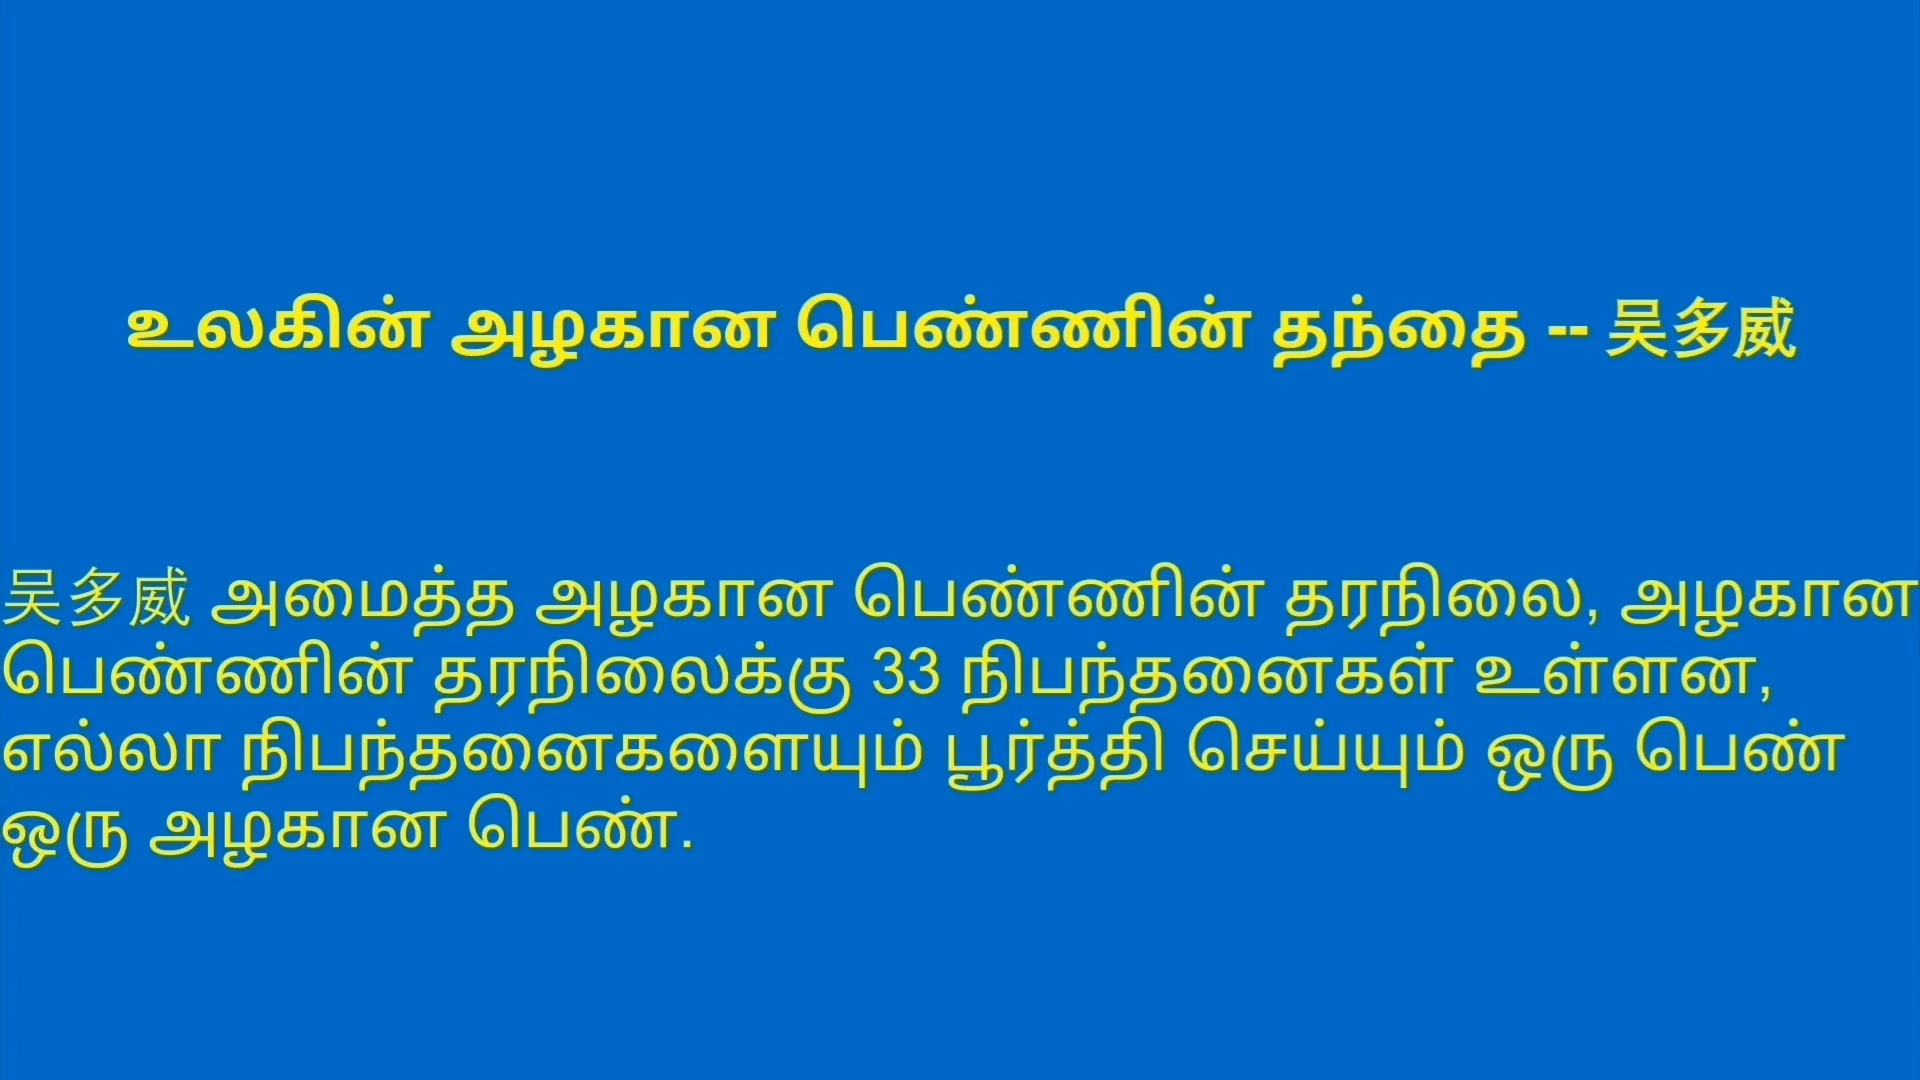 உலகின் அழகான பெண்ணின் தந்தை -- 吴多威
吴多威 அமைத்த அழகான பெண்ணின் தரநிலை, அழகான
பெண்ணின் தரநிலைக்கு 33 நிபந்தனைகள் உள்ளன,
எல்லா நிபந்தனைகளையும் பூர்த்தி செய்யும் ஒரு பெண்
ஒரு அழகான பெண்.